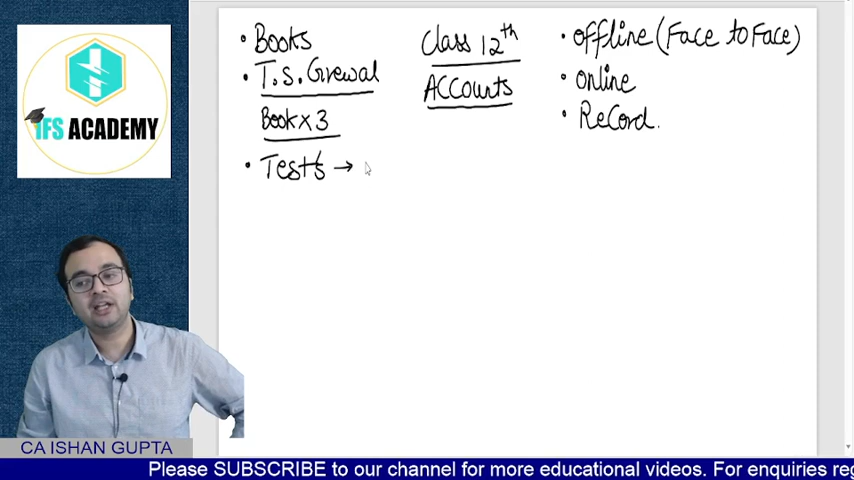 IFS ACADEMY
• Books
• T.S. Grewal
Book x 3
• Tests →
Class 12th
Accounts
• offline (Face to Face)
• online
• Record.
CA ISHAN GUPTA
Please SUBSCRIBE to our channel for more educational videos. For enquiries reg